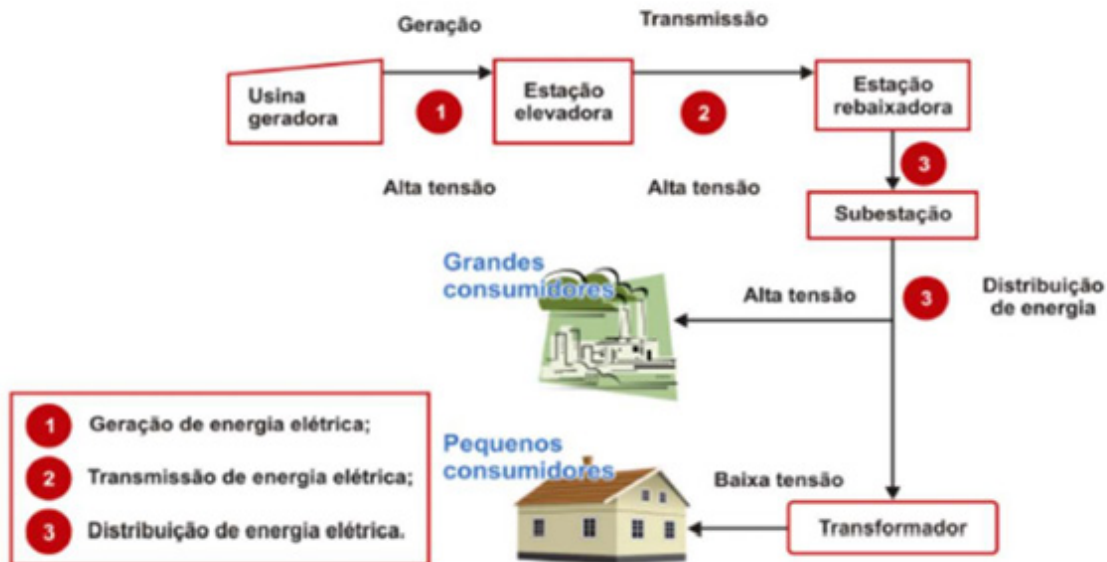 Geração
Transmissão
Usina
geradora
1
Estação
elevadora
2
Estação
rebaixadora
Alta tensão
Alta tensão
3
Subestação
Grandes
consumidores
Alta tensão
3
Distribuição
de energia
1 Geração de energia elétrica;
2 Transmissão de energia elétrica;
3 Distribuição de energia elétrica.
Pequenos
consumidores
Baixa tensão
Transformador